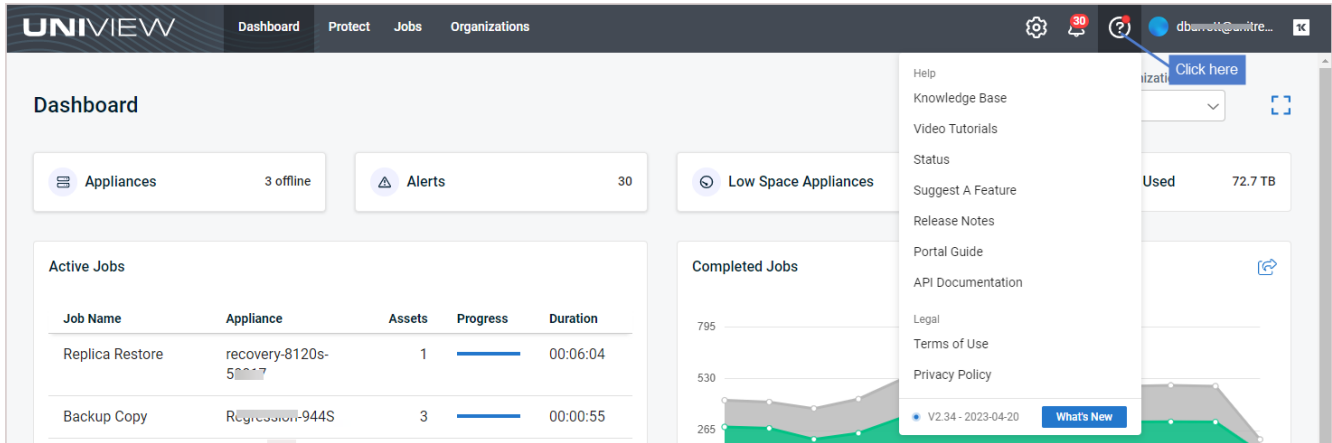 UNIVIEW Dashboard Protect Jobs Organizations 30
Click here
Dashboard
Help
Knowledge Base
Video Tutorials
Status
Suggest A Feature
Release Notes
Portal Guide
API Documentation
Legal
Terms of Use
Privacy Policy
V2.34 - 2023-04-20 What's New
Appliances 3 offline
Alerts 30
Low Space Appliances
Used 72.7 TB
Active Jobs
Job Name Appliance Assets Progress Duration
Replica Restore recovery-8120s- 1 00:06:04
Backup Copy 3 00:00:55
Completed Jobs
795
530
265